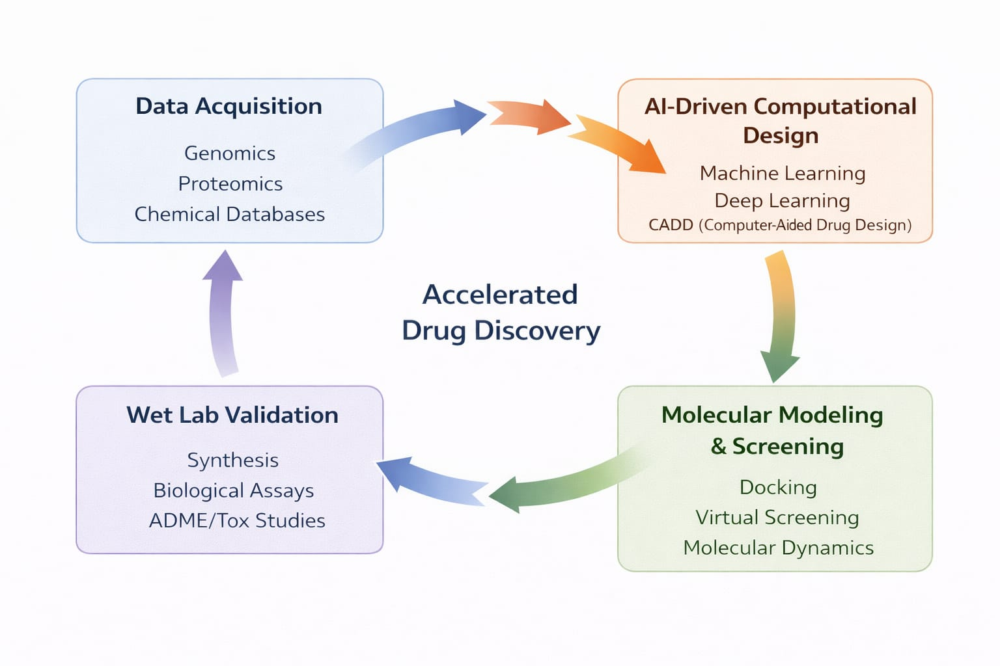 Data Acquisition
Genomics
Proteomics
Chemical Databases
AI-Driven Computational
Design
Machine Learning
Deep Learning
CADD (Computer-Aided Drug Design)
Accelerated
Drug Discovery
Wet Lab Validation
Synthesis
Biological Assays
ADME/Tox Studies
Molecular Modeling
& Screening
Docking
Virtual Screening
Molecular Dynamics